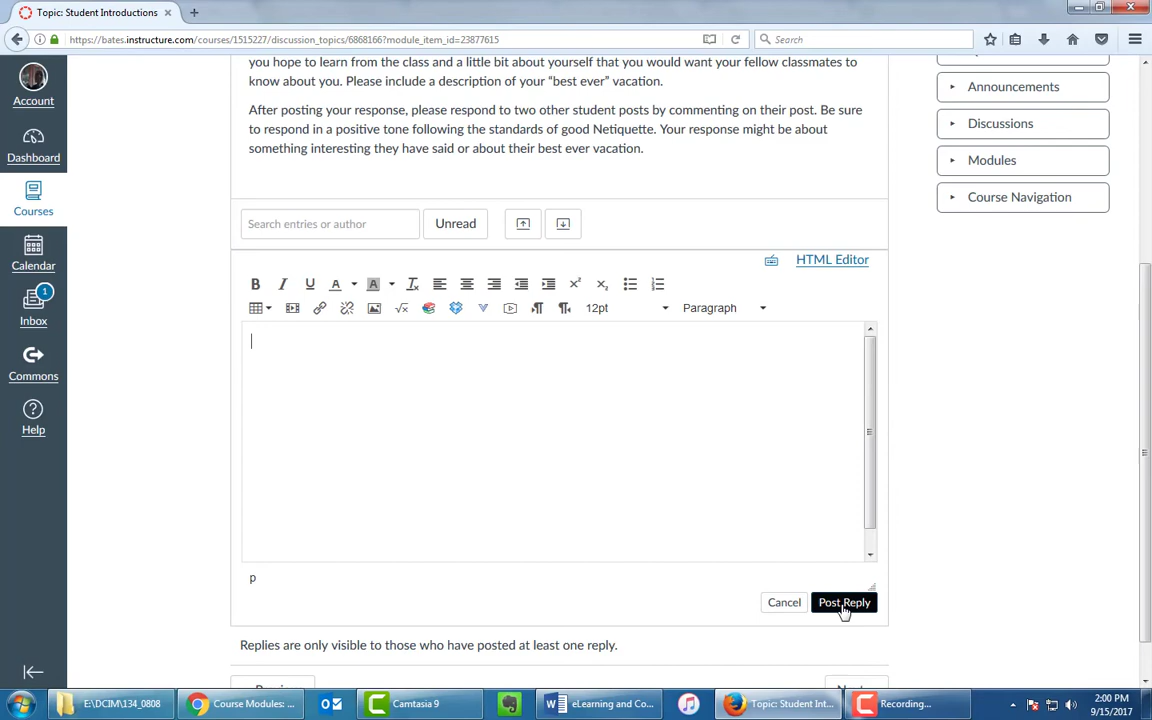 Topic: Student Introductions
https://bates.instructure.com/courses/1515227/discussion_topics/6868166?module_item_id=23877615
Search
Account
Dashboard
Courses
Calendar
1
Inbox
Commons
Help
you hope to learn from the class and a little bit about yourself that you would want your fellow classmates to
know about you. Please include a description of your “best ever” vacation.
After posting your response, please respond to two other student posts by commenting on their post. Be sure
to respond in a positive tone following the standards of good Netiquette. Your response might be about
something interesting they have said or about their best ever vacation.
Announcements
Discussions
Modules
Course Navigation
Search entries or author
Unread
HTML Editor
12pt
Paragraph
p
Cancel
Post Reply
Replies are only visible to those who have posted at least one reply.
E:\DCIM\134_0808
Course Modules: ...
Camtasia 9
eLearning and Co...
Topic: Student Int...
Recording...
2:00 PM
9/15/2017